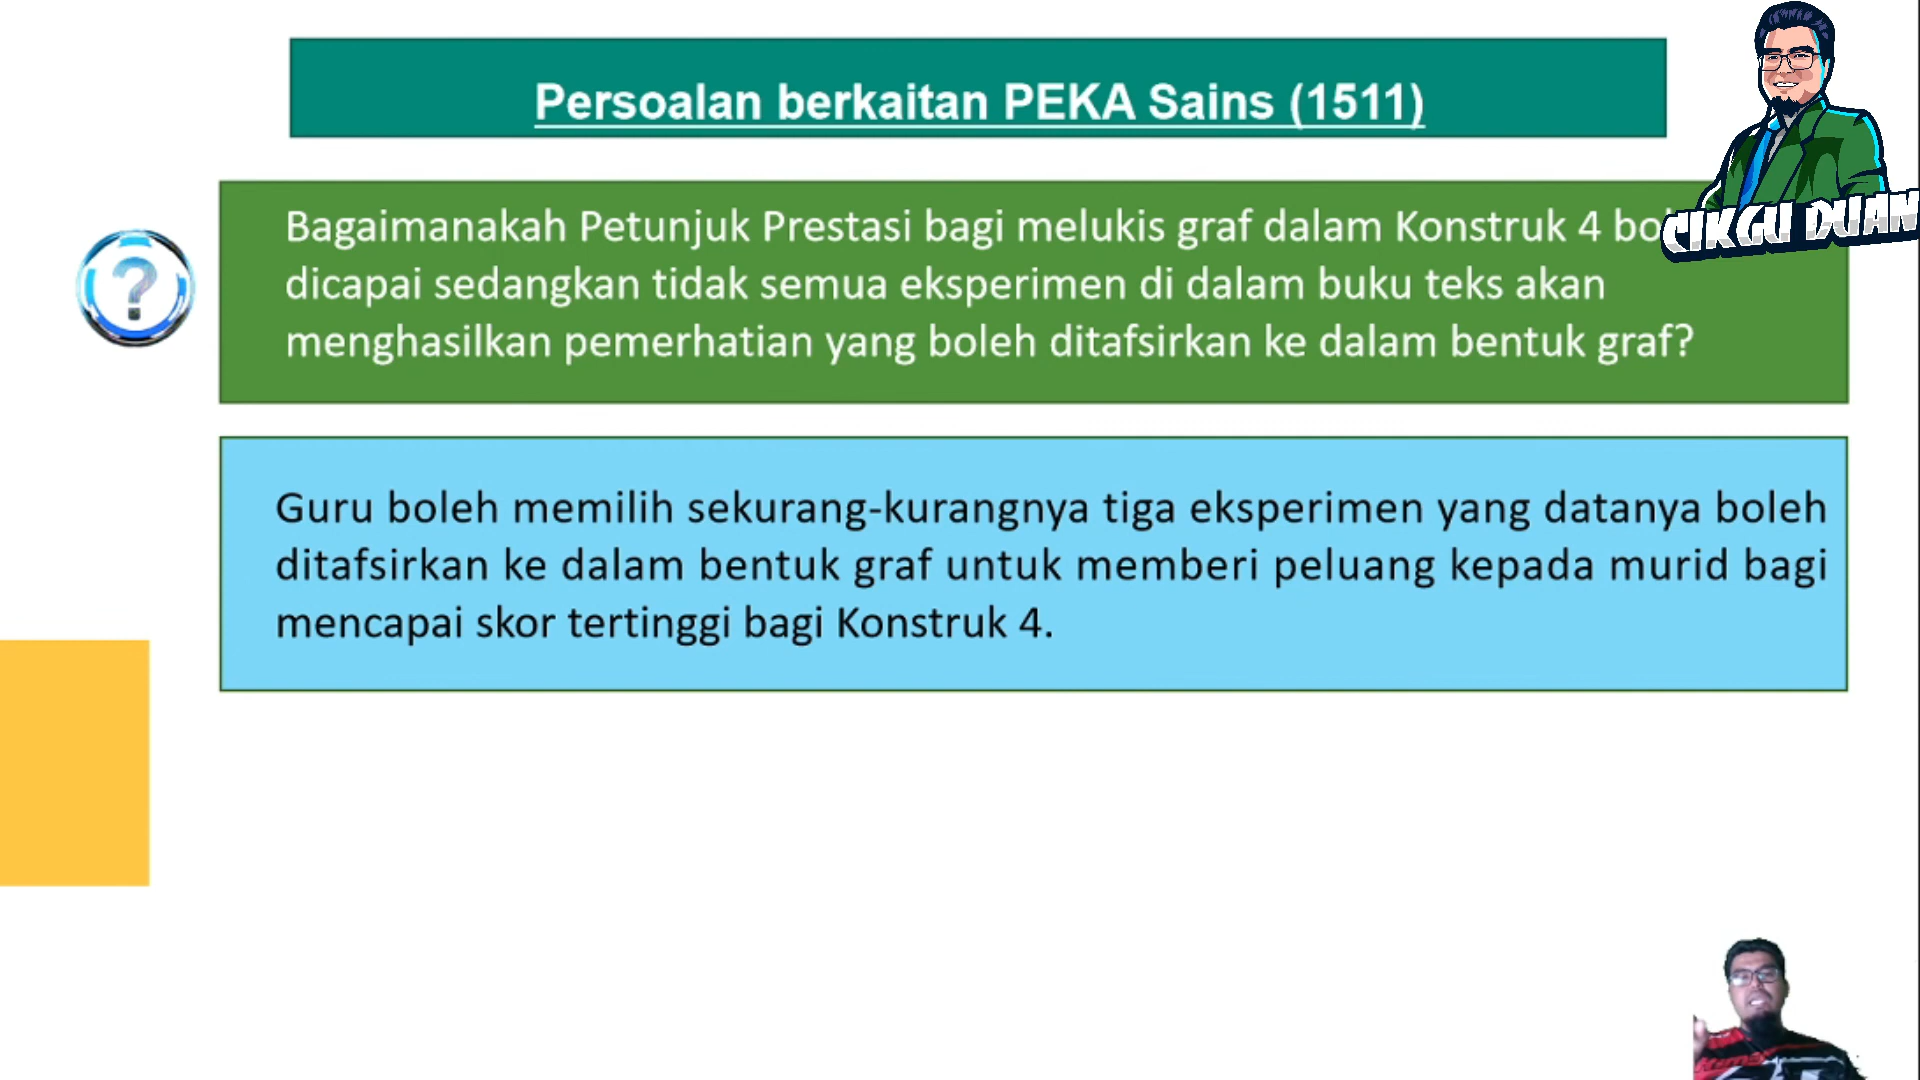 Persoalan berkaitan PEKA Sains (1511)
Bagaimanakah Petunjuk Prestasi bagi melukis graf dalam Konstruk 4
dicapai sedangkan tidak semua eksperimen di dalam buku teks akan
menghasilkan pemerhatian yang boleh ditafsirkan ke dalam bentuk graf?
CIKGU DUAN
Guru boleh memilih sekurang-kurangnya tiga eksperimen yang datanya boleh
ditafsirkan ke dalam bentuk graf untuk memberi peluang kepada murid bagi
mencapai skor tertinggi bagi Konstruk 4.